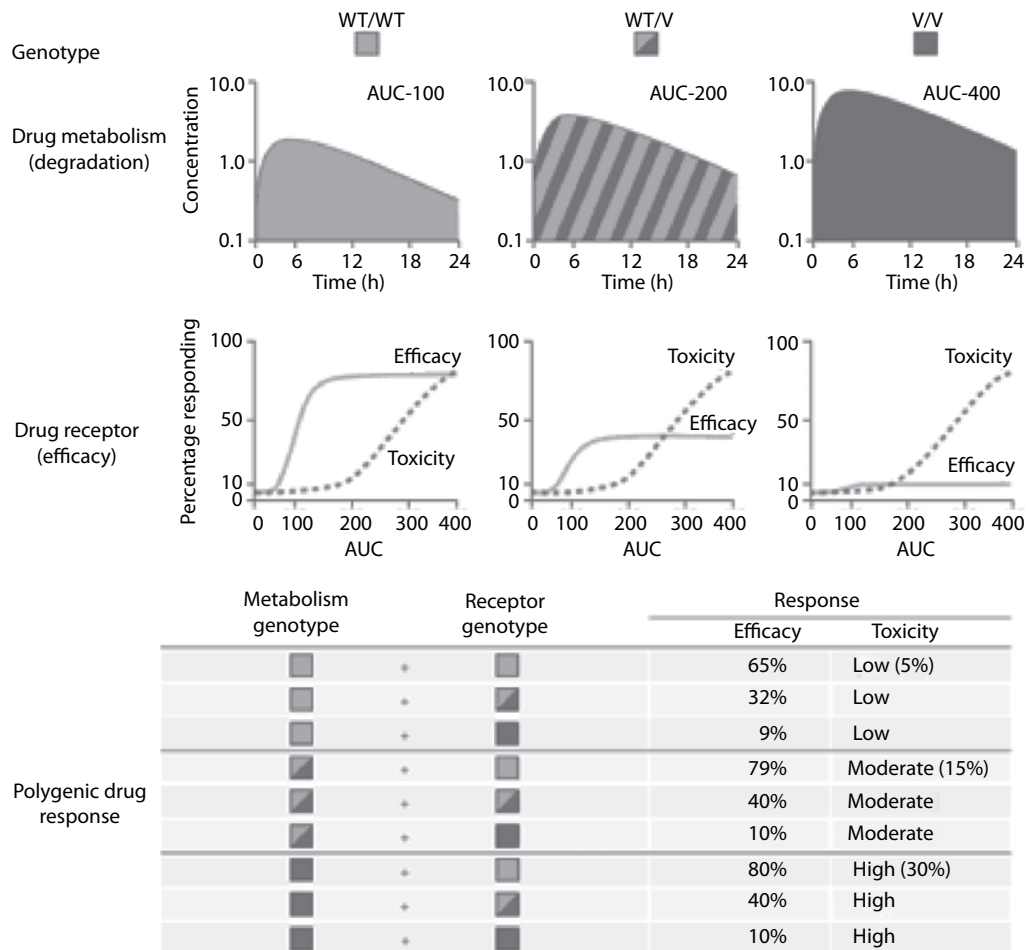 WT/WT WT/V V/V
Genotype
10.0 AUC-100 10.0 AUC-200 10.0 AUC-400
Drug metabolism
(degradation)
Concentration
1.0 1.0 1.0
0.1 0.1 0.1
0 6 12 18 24 0 6 12 18 24 0 6 12 18 24
Time (h) Time (h) Time (h)
Percentage responding
100 100 100
Efficacy Toxicity Toxicity
50 50 50
Efficacy
Drug receptor
(efficacy)
Toxicity Efficacy
10 10 10
0 0 0
0 100 200 300 400 0 100 200 300 400 0 100 200 300 400
AUC AUC AUC
Metabolism Receptor Response
genotype genotype
Efficacy Toxicity
+ 65% Low (5%)
+ 32% Low
+ 9% Low
+ 79% Moderate (15%)
Polygenic drug
response
+ 40% Moderate
+ 10% Moderate
+ 80% High (30%)
+ 40% High
+ 10% High